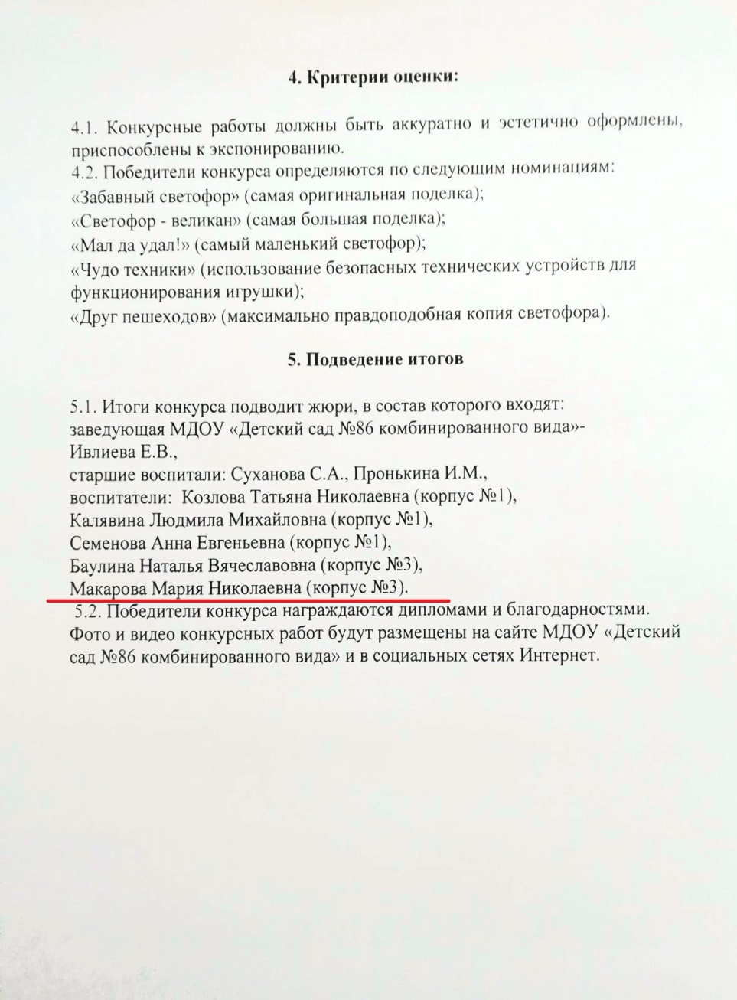 4. Критерии оценки:
4.1. Конкурсные работы должны быть аккуратно и эстетично оформлены,
приспособлены к экспонированию.
4.2. Победители конкурса определяются по следующим номинациям:
«Забавный светофор» (самая оригинальная поделка);
«Светофор - великан» (самая большая поделка);
«Мал да удал!» (самый маленький светофор);
«Чудо техники» (использование безопасных технических устройств для
функционирования игрушки);
«Друг пешеходов» (максимально правдоподобная копия светофора).
5. Подведение итогов
5.1. Итоги конкурса подводит жюри, в состав которого входят:
заведующая МДОУ «Детский сад №86 комбинированного вида»-
Ивлиева Е.В.,
старшие воспитали: Суханова С.А., Пронькина И.М.,
воспитатели: Козлова Татьяна Николаевна (корпус №1),
Калявина Людмила Михайловна (корпус №1),
Семенова Анна Евгеньевна (корпус №1),
Баулина Наталья Вячеславовна (корпус №3),
Макарова Мария Николаевна (корпус №3).
5.2. Победители конкурса награждаются дипломами и благодарностями.
Фото и видео конкурсных работ будут размещены на сайте МДОУ «Детский
сад №86 комбинированного вида» и в социальных сетях Интернет.